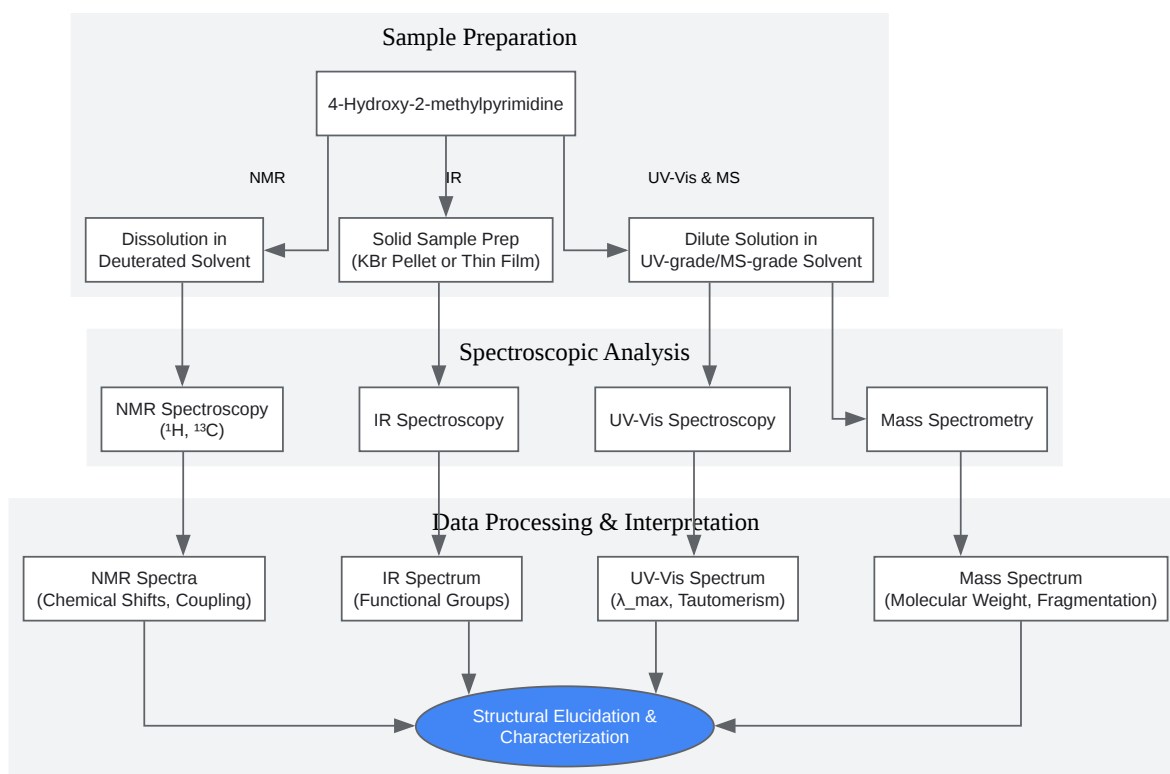 Sample Preparation
4-Hydroxy-2-methylpyrimidine
NMR
IR
UV-Vis & MS
Dissolution in
Deuterated Solvent
Solid Sample Prep
(KBr Pellet or Thin Film)
Dilute Solution in
UV-grade/MS-grade Solvent
Spectroscopic Analysis
NMR Spectroscopy
(¹H, ¹³C)
IR Spectroscopy
UV-Vis Spectroscopy
Mass Spectrometry
Data Processing & Interpretation
NMR Spectra
(Chemical Shifts, Coupling)
IR Spectrum
(Functional Groups)
UV-Vis Spectrum
(λ_max, Tautomerism)
Mass Spectrum
(Molecular Weight, Fragmentation)
Structural Elucidation &
Characterization